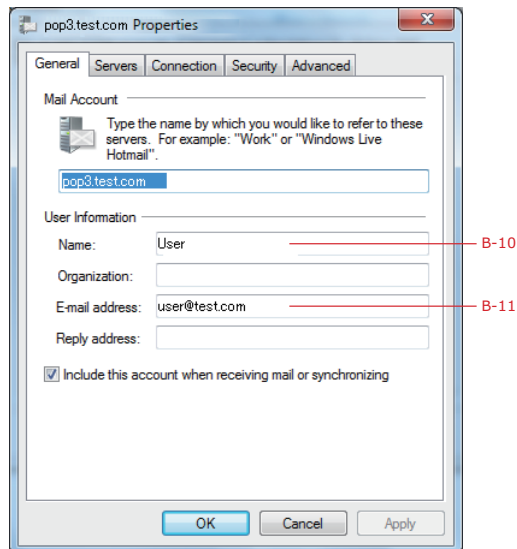 pop3.test.com Properties
General Servers Connection Security Advanced
Mail Account
Type the name by which you would like to refer to these
servers. For example: "Work" or "Windows Live
Hotmail".
pop3.test.com
User Information
Name: User B-10
Organization:
E-mail address: user@test.com B-11
Reply address:
Include this account when receiving mail or synchronizing
OK Cancel Apply